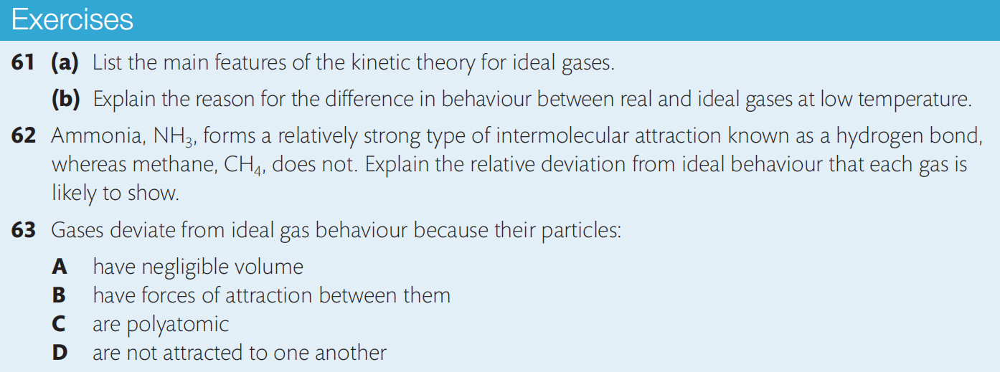 Exercises
61 (a) List the main features of the kinetic theory for ideal gases.
(b) Explain the reason for the difference in behaviour between real and ideal gases at low temperature.
62 Ammonia, NH₃, forms a relatively strong type of intermolecular attraction known as a hydrogen bond,
whereas methane, CH₄, does not. Explain the relative deviation from ideal behaviour that each gas is
likely to show.
63 Gases deviate from ideal gas behaviour because their particles:
A have negligible volume
B have forces of attraction between them
C are polyatomic
D are not attracted to one another